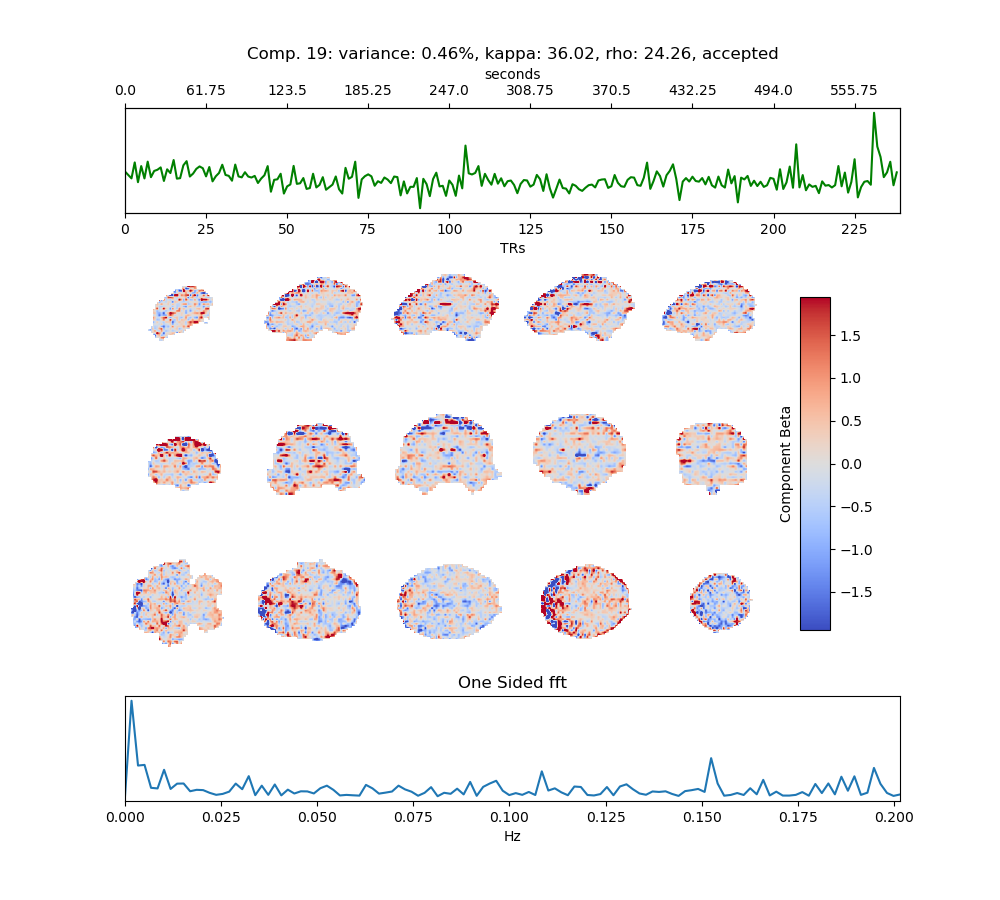 Comp. 19: variance: 0.46%, kappa: 36.02, rho: 24.26, accepted
seconds
0.0 61.75 123.5 185.25 247.0 308.75 370.5 432.25 494.0 555.75
0 25 50 75 100 125 150 175 200 225
TRs
1.5
1.0
0.5
0.0
−0.5
−1.0
−1.5
Component Beta
One Sided fft
0.000 0.025 0.050 0.075 0.100 0.125 0.150 0.175 0.200
Hz